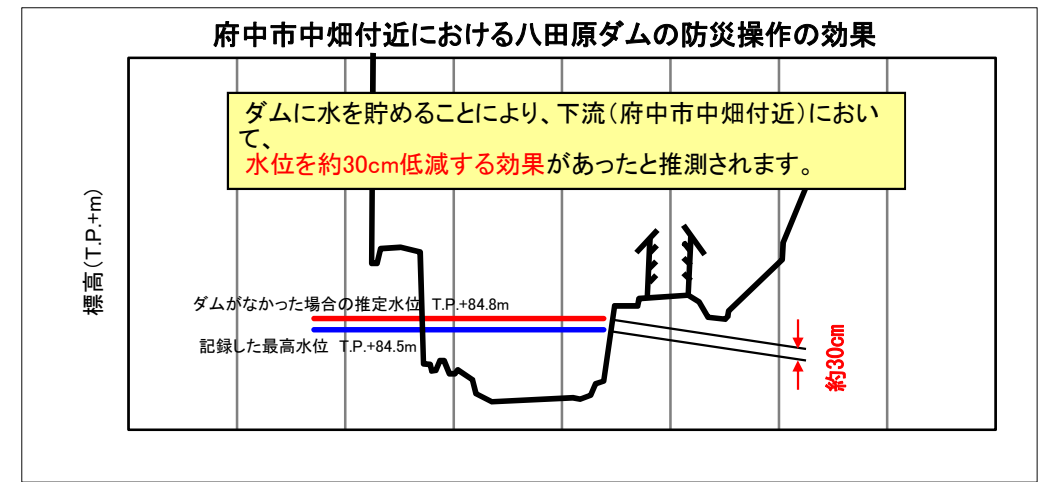 府中市中畑付近における八田原ダムの防災操作の効果
ダムに水を貯めることにより、下流（府中市中畑付近）におい
て、
水位を約30cm低減する効果があったと推測されます。
標高（T.P.+m）
ダムがなかった場合の推定水位 T.P.+84.8m
記録した最高水位 T.P.+84.5m
約30cm